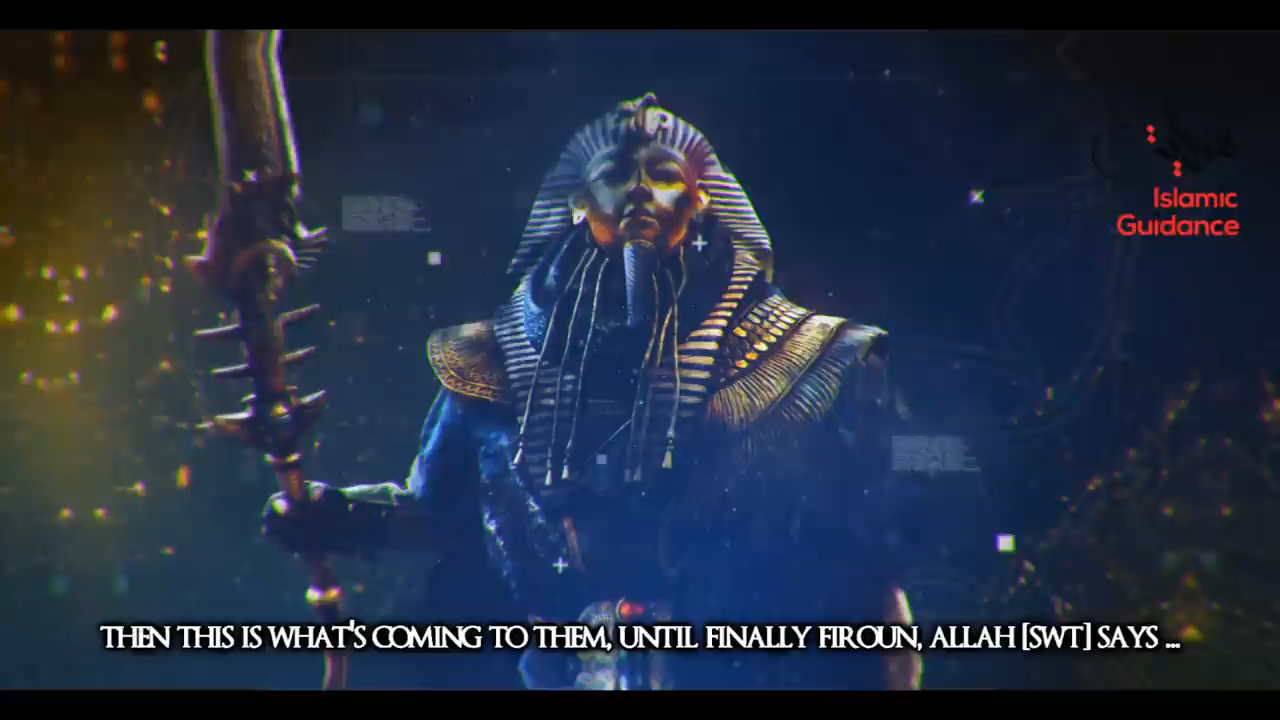 Islamic
Guidance
THEN THIS IS WHAT'S COMING TO THEM, UNTIL FINALLY FIROUN, ALLAH [SWT] SAYS ...